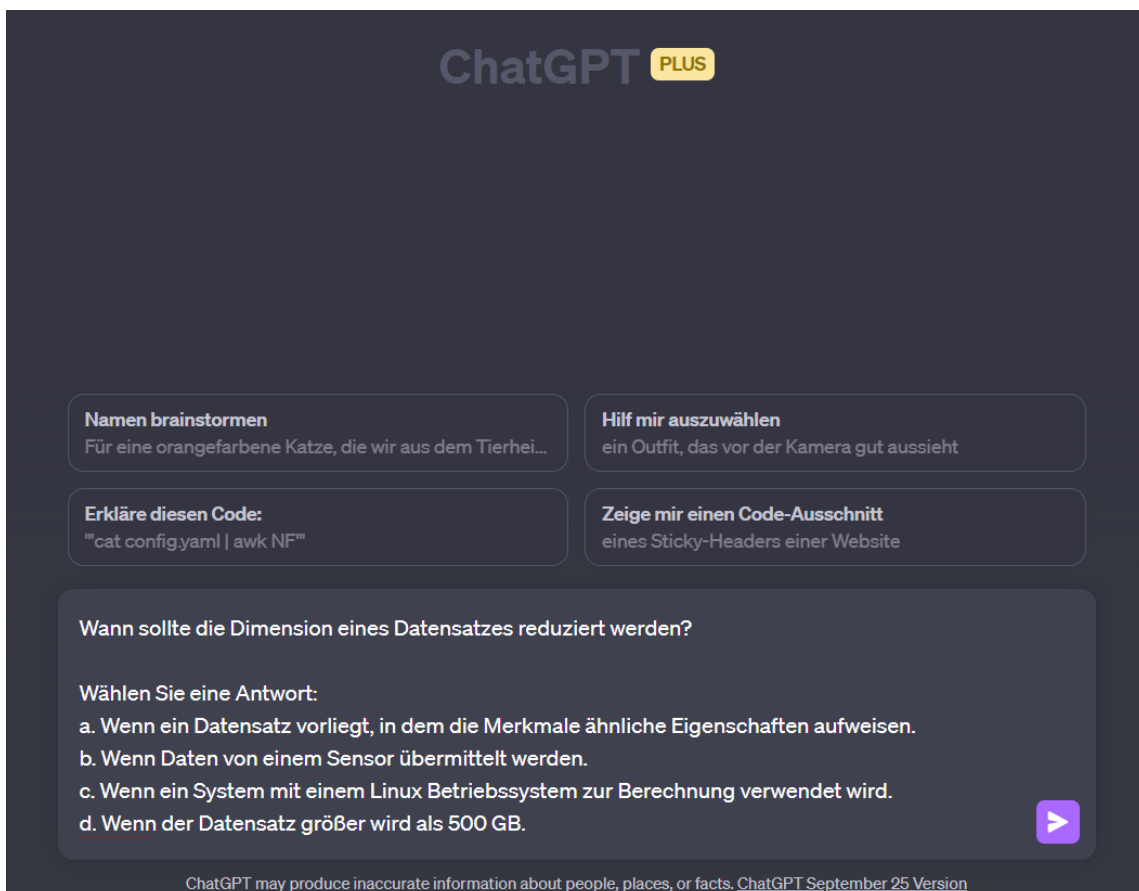 ChatGPT PLUS
Namen brainstormen
Für eine orangefarbene Katze, die wir aus dem Tierhei...
Hilf mir auszuwählen
ein Outfit, das vor der Kamera gut aussieht
Erkläre diesen Code:
"'cat config.yaml | awk NF'"
Zeige mir einen Code-Ausschnitt
eines Sticky-Headers einer Website
Wann sollte die Dimension eines Datensatzes reduziert werden?
Wählen Sie eine Antwort:
a. Wenn ein Datensatz vorliegt, in dem die Merkmale ähnliche Eigenschaften aufweisen.
b. Wenn Daten von einem Sensor übermittelt werden.
c. Wenn ein System mit einem Linux Betriebssystem zur Berechnung verwendet wird.
d. Wenn der Datensatz größer wird als 500 GB.
ChatGPT may produce inaccurate information about people, places, or facts. ChatGPT September 25 Version